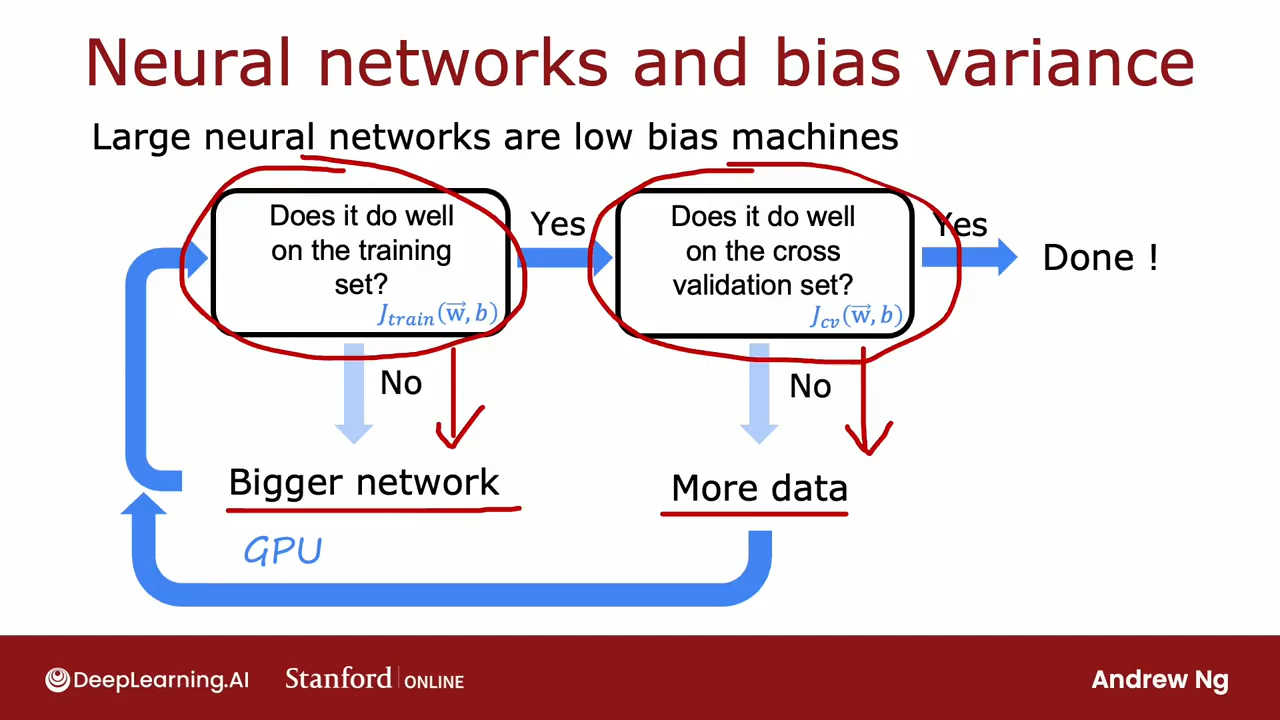 Neural networks and bias variance
Large neural networks are low bias machines
Does it do well
on the training
set?
J_train(w⃗, b)
Yes
Does it do well
on the cross
validation set?
J_cv(w⃗, b)
Yes
Done !
No
No
Bigger network
More data
GPU
DeepLearning.AI
Stanford ONLINE
Andrew Ng